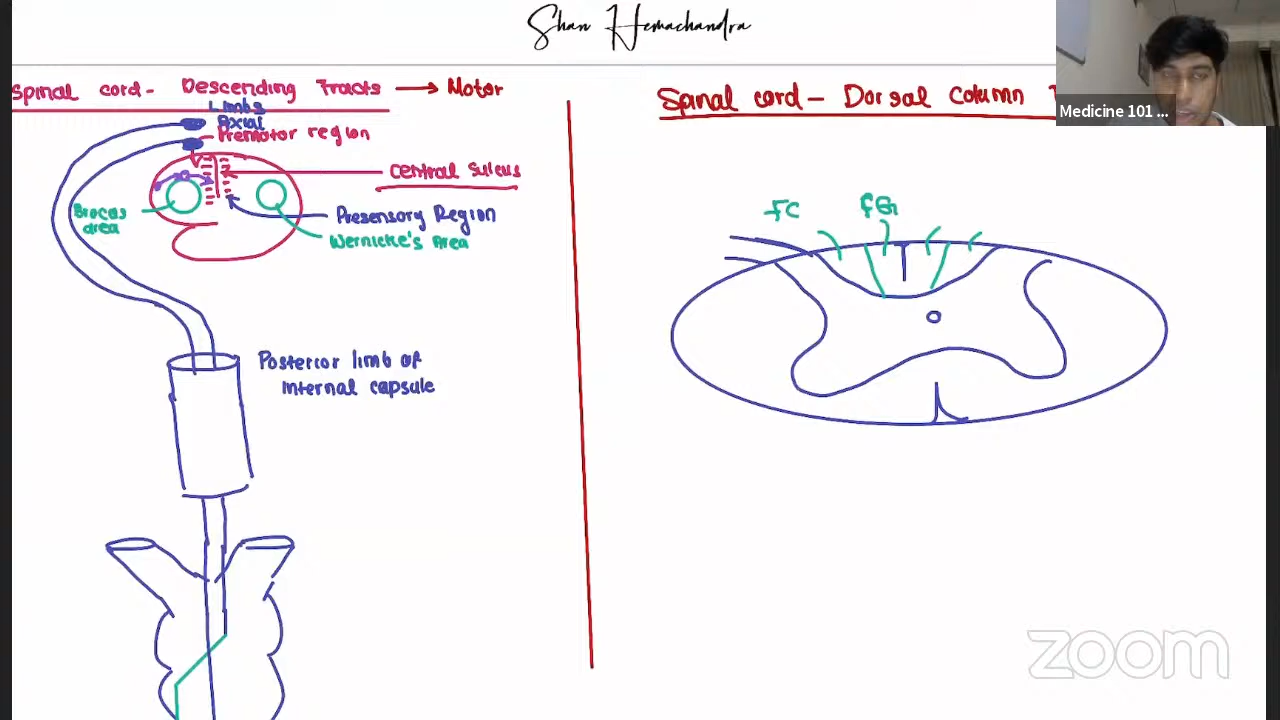 Shan Hemachandra
Medicine 101 ...
Spinal cord - Descending Tracts → Motor
Limbs
Axial
Premotor region
Central Sulcus
Brocas
area
Presensory Region
Wernicke's Area
Posterior limb of
internal capsule
Spinal cord - Dorsal Column
FC
FG
zoom